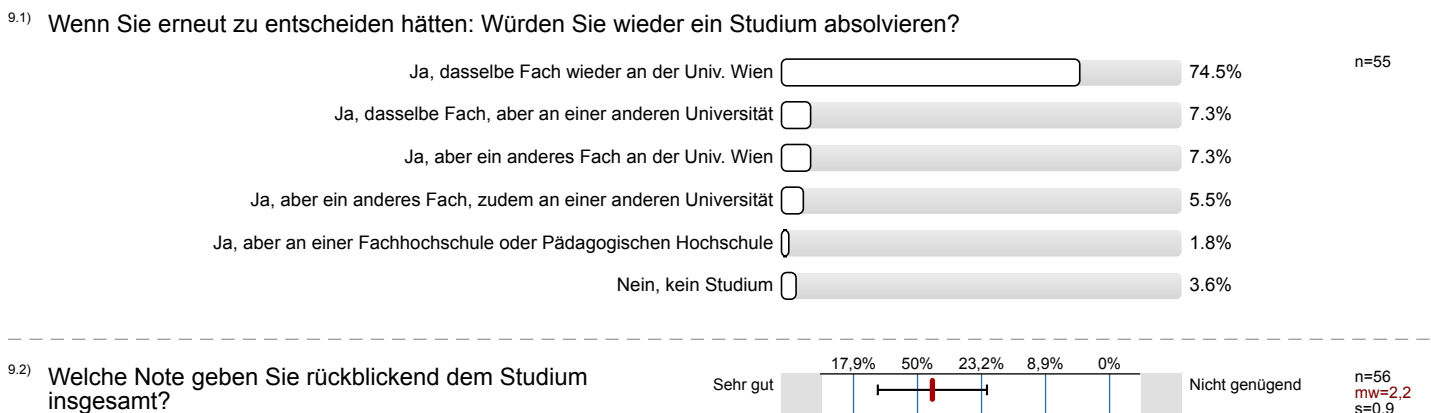 9.1) Wenn Sie erneut zu entscheiden hätten: Würden Sie wieder ein Studium absolvieren?
Ja, dasselbe Fach wieder an der Univ. Wien 74.5% n=55
Ja, dasselbe Fach, aber an einer anderen Universität 7.3%
Ja, aber ein anderes Fach an der Univ. Wien 7.3%
Ja, aber ein anderes Fach, zudem an einer anderen Universität 5.5%
Ja, aber an einer Fachhochschule oder Pädagogischen Hochschule 1.8%
Nein, kein Studium 3.6%
9.2) Welche Note geben Sie rückblickend dem Studium
insgesamt?
17,9% 50% 23,2% 8,9% 0%
Sehr gut Nicht genügend
n=56
mw=2,2
s=0,9